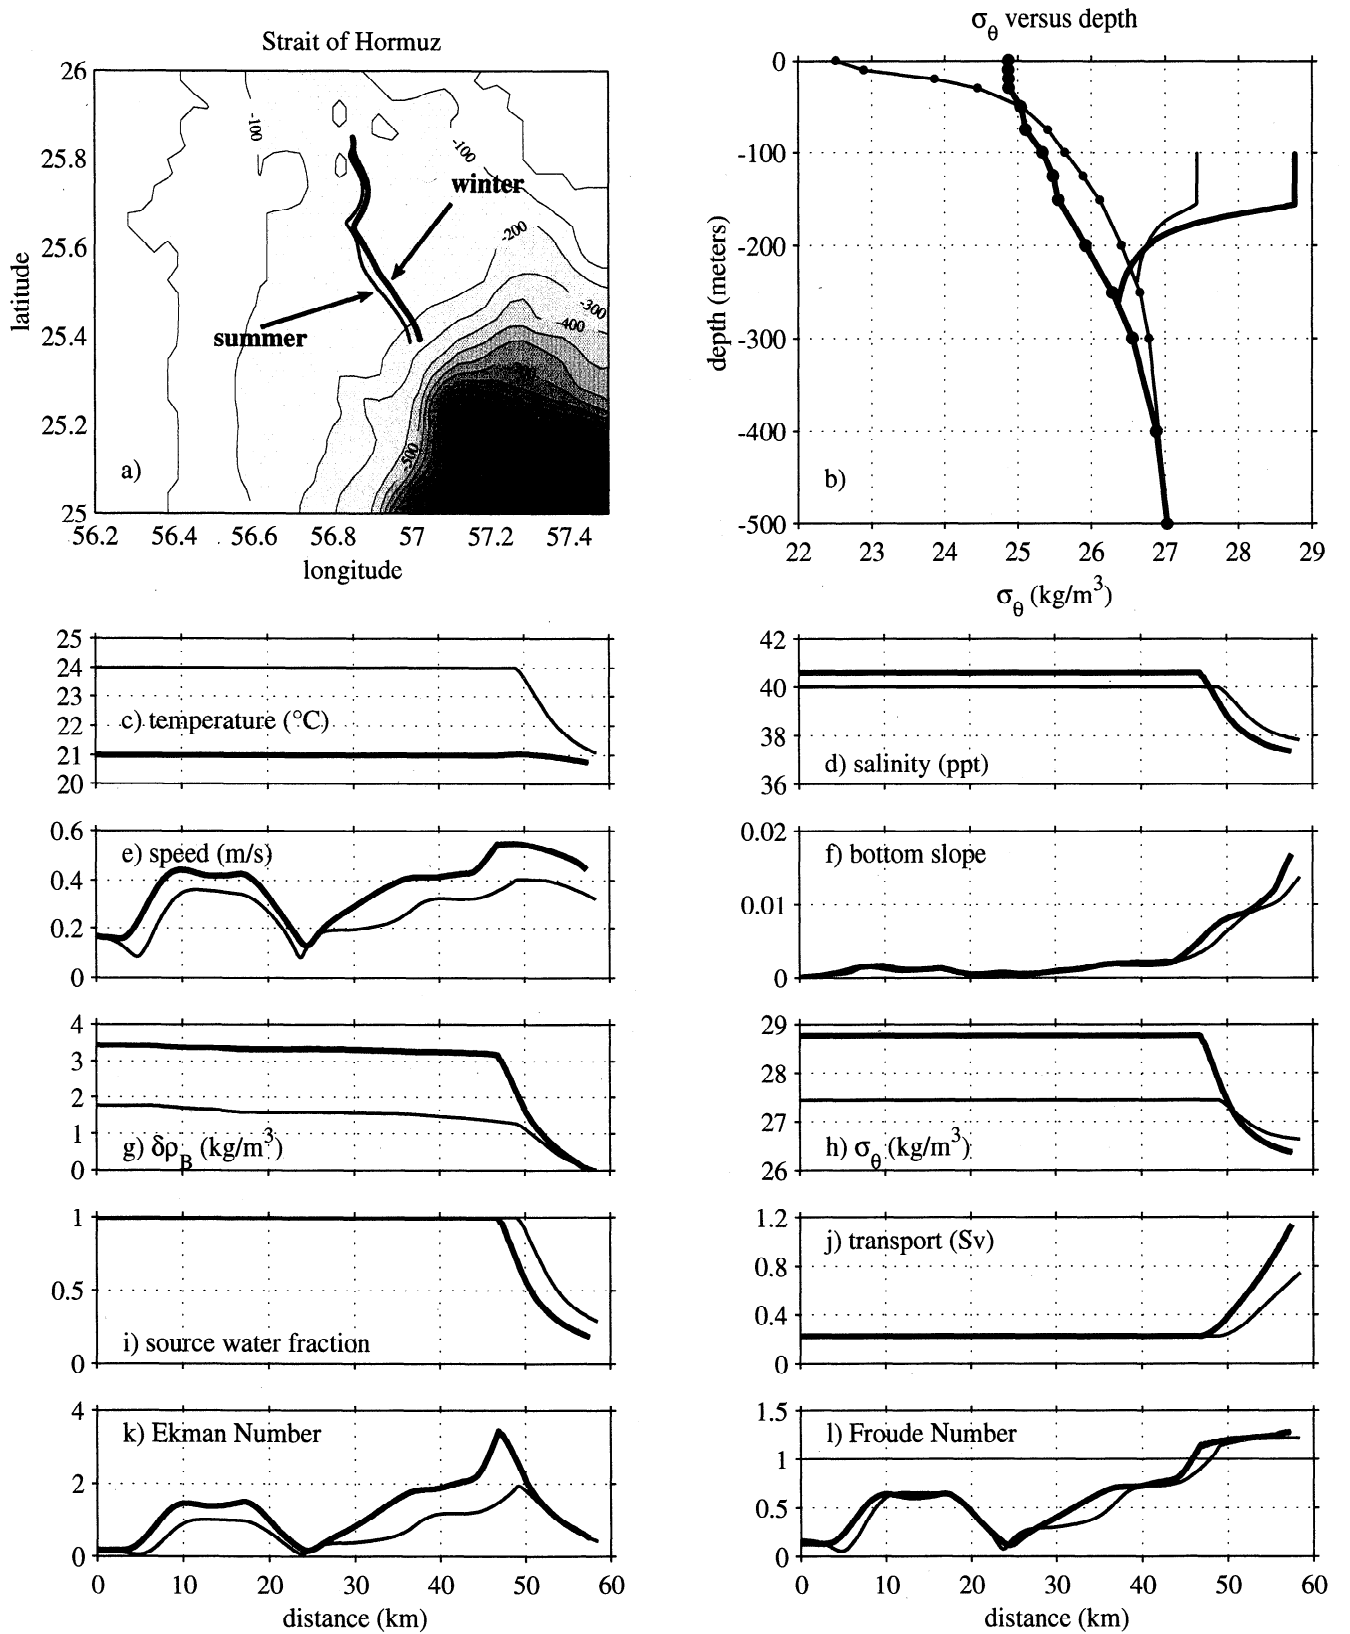 Strait of Hormuz
26
25.8
25.6
25.4
25.2
25
latitude
-100
-100
winter
-200
-300
-400
summer
-500
a)
56.2 56.4 56.6 56.8 57 57.2 57.4
longitude
σθ versus depth
0
-100
-200
-300
-400
-500
depth (meters)
b)
22 23 24 25 26 27 28 29
σθ (kg/m³)
25
24
23
22
21
20
c) temperature (°C)
42
40
38
36
d) salinity (ppt)
0.6
0.4
0.2
0
e) speed (m/s)
0.02
0.01
0
f) bottom slope
4
3
2
1
0
g) δρB (kg/m³)
29
28
27
26
h) σθ (kg/m³)
1
0.5
0
i) source water fraction
1.2
0.8
0.4
0
j) transport (Sv)
4
2
0
k) Ekman Number
0 10 20 30 40 50 60
distance (km)
1.5
1
0.5
0
l) Froude Number
0 10 20 30 40 50 60
distance (km)